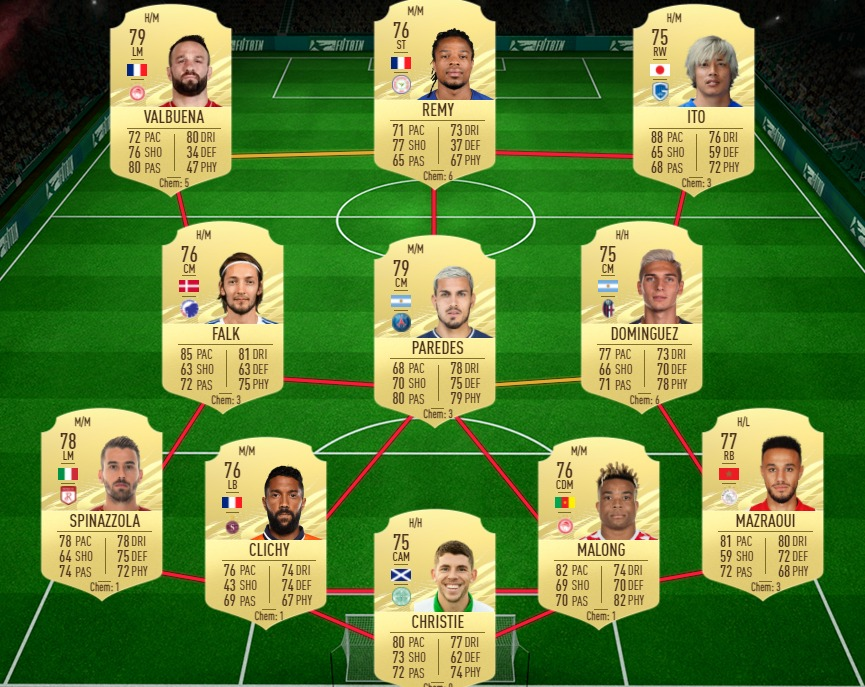 H/M
79
LM
VALBUENA
72 PAC 80 DRI
76 SHO 34 DEF
80 PAS 47 PHY
Chem: 5
M/M
76
ST
REMY
71 PAC 73 DRI
77 SHO 37 DEF
65 PAS 67 PHY
Chem: 6
H/M
75
RW
ITO
88 PAC 76 DRI
65 SHO 59 DEF
68 PAS 72 PHY
Chem: 3
H/M
76
CM
FALK
85 PAC 81 DRI
63 SHO 63 DEF
72 PAS 75 PHY
Chem: 3
M/M
79
CM
PAREDES
68 PAC 78 DRI
70 SHO 75 DEF
80 PAS 79 PHY
Chem: 3
H/H
75
CM
DOMINGUEZ
77 PAC 73 DRI
66 SHO 70 DEF
71 PAS 78 PHY
Chem: 6
M/M
78
LM
SPINAZZOLA
78 PAC 78 DRI
64 SHO 75 DEF
74 PAS 72 PHY
Chem: 1
M/M
76
LB
CLICHY
76 PAC 74 DRI
43 SHO 74 DEF
69 PAS 67 PHY
Chem: 1
H/H
75
CAM
CHRISTIE
80 PAC 77 DRI
73 SHO 62 DEF
72 PAS 74 PHY
M/M
76
CDM
MALONG
82 PAC 74 DRI
69 SHO 70 DEF
70 PAS 82 PHY
Chem: 1
H/L
77
RB
MAZRAOUI
81 PAC 80 DRI
59 SHO 72 DEF
72 PAS 68 PHY
Chem: 3